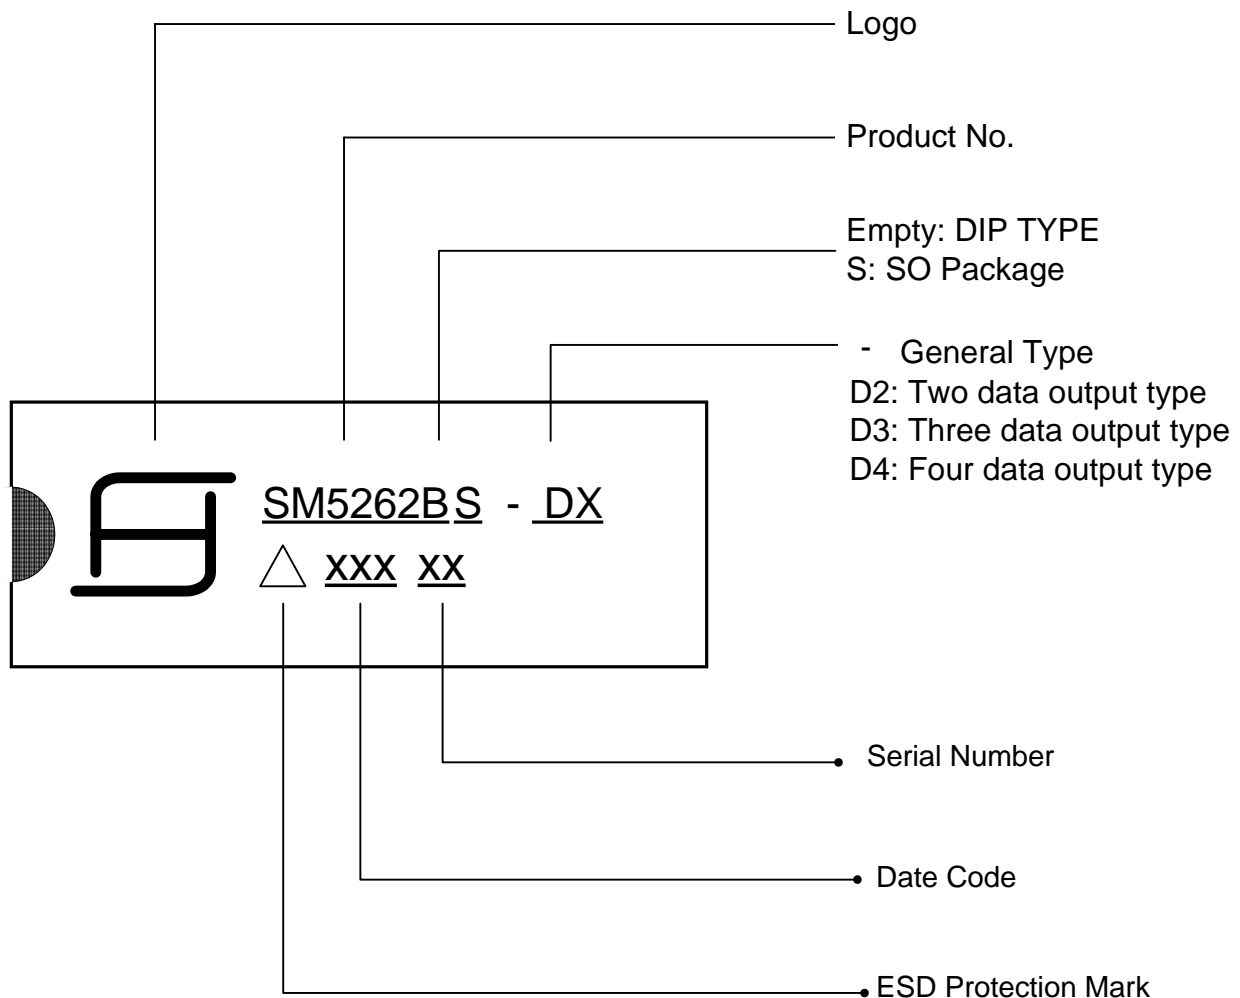 Logo
Product No.
Empty: DIP TYPE
S: SO Package
- General Type
D2: Two data output type
D3: Three data output type
D4: Four data output type
SM5262BS - DX
xxx xx
Serial Number
Date Code
ESD Protection Mark